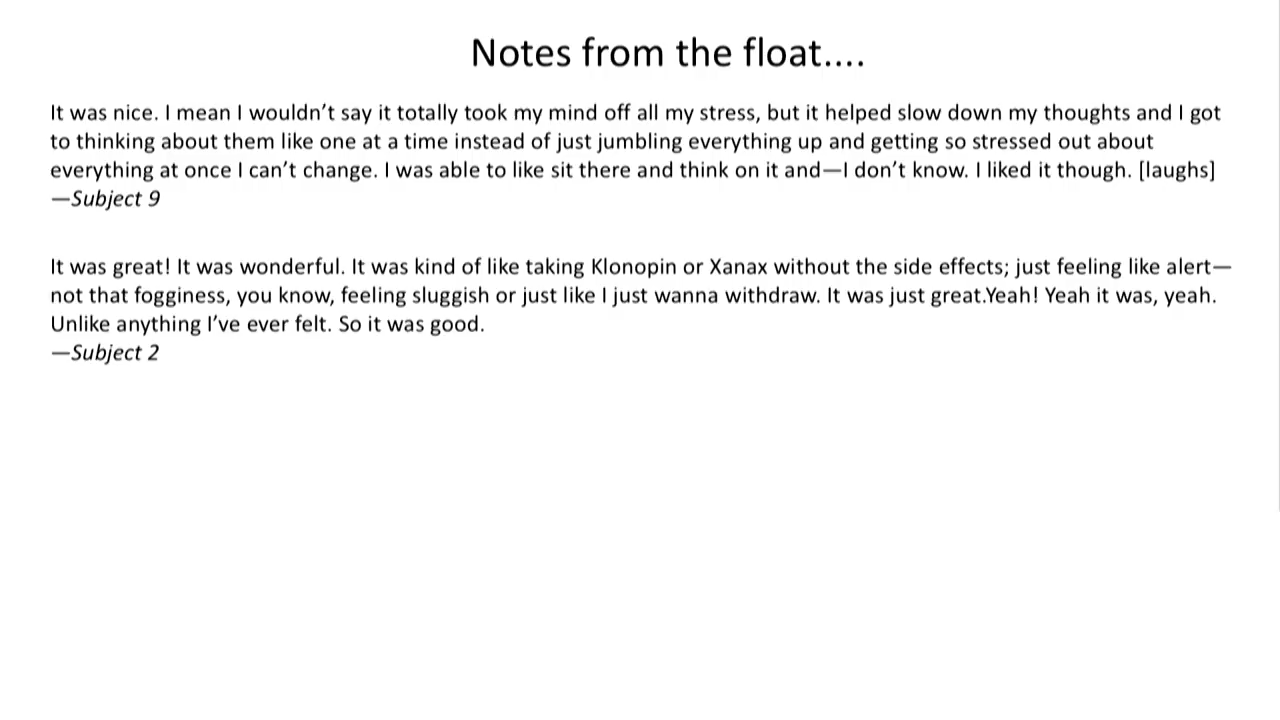 Notes from the float....
It was nice. I mean I wouldn’t say it totally took my mind off all my stress, but it helped slow down my thoughts and I got
to thinking about them like one at a time instead of just jumbling everything up and getting so stressed out about
everything at once I can’t change. I was able to like sit there and think on it and—I don’t know. I liked it though. [laughs]
—Subject 9
It was great! It was wonderful. It was kind of like taking Klonopin or Xanax without the side effects; just feeling like alert—
not that fogginess, you know, feeling sluggish or just like I just wanna withdraw. It was just great.Yeah! Yeah it was, yeah.
Unlike anything I’ve ever felt. So it was good.
—Subject 2